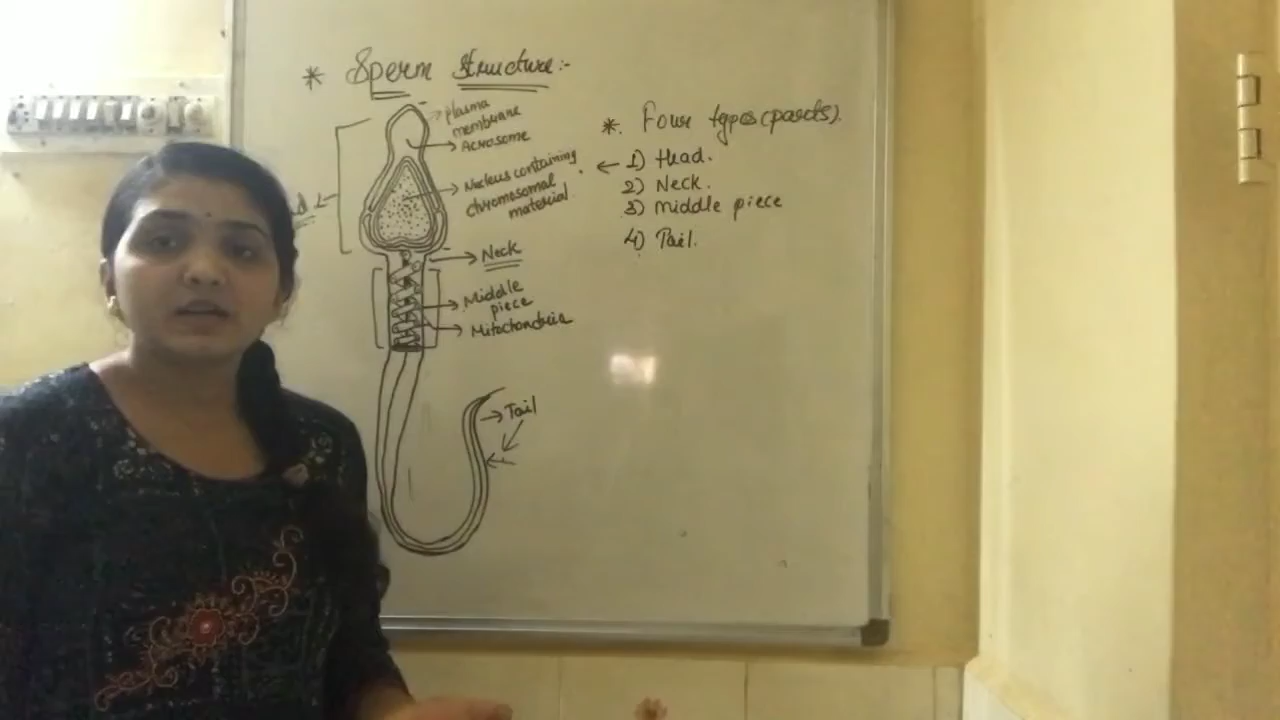 * Sperm Structure:-
plasma
membrane
Acrosome
Nucleus containing
chromosomal
material.
Neck
Middle
piece
Mitochondria
Tail
*. Four types(parts).
1) Head.
2) Neck.
3) Middle piece
4) Tail.